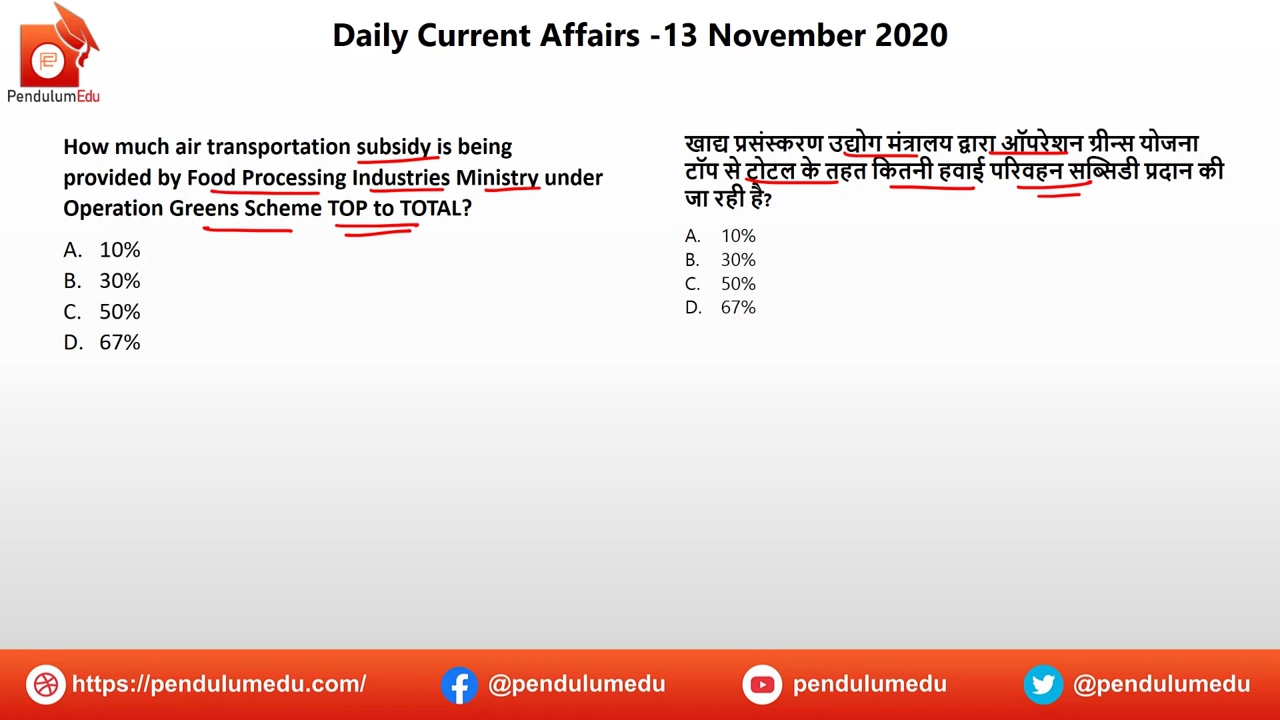 Daily Current Affairs -13 November 2020
PendulumEdu
How much air transportation subsidy is being
provided by Food Processing Industries Ministry under
Operation Greens Scheme TOP to TOTAL?
A. 10%
B. 30%
C. 50%
D. 67%
खाद्य प्रसंस्करण उद्योग मंत्रालय द्वारा ऑपरेशन ग्रीन्स योजना
टॉप से टोटल के तहत कितनी हवाई परिवहन सब्सिडी प्रदान की
जा रही है?
A. 10%
B. 30%
C. 50%
D. 67%
https://pendulumedu.com/
@pendulumedu
pendulumedu
@pendulumedu